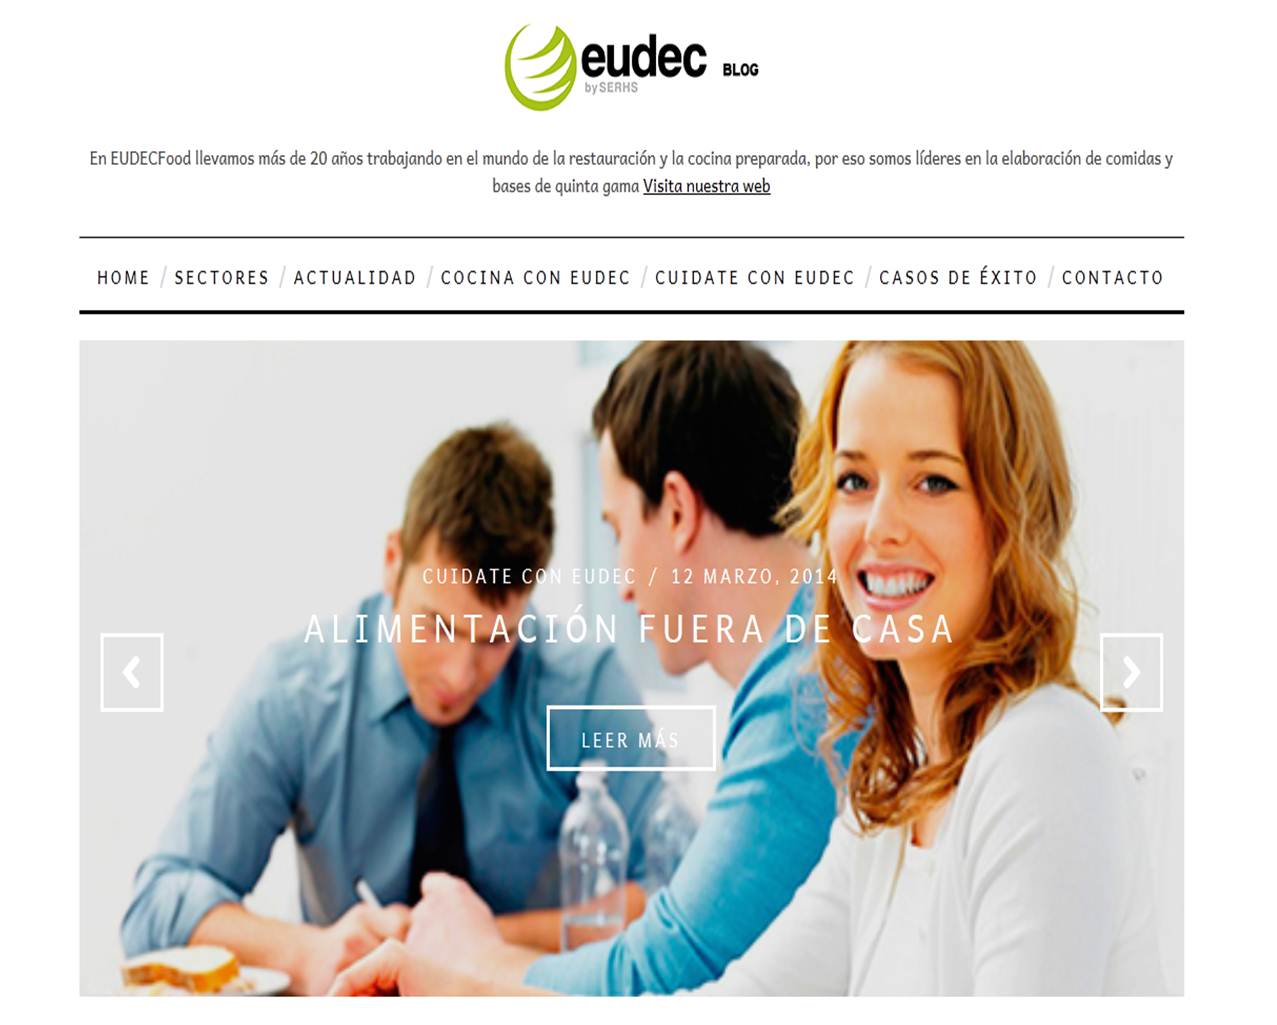 eudec BLOG
by SERHS
En EUDECFood llevamos más de 20 años trabajando en el mundo de la restauración y la cocina preparada, por eso somos líderes en la elaboración de comidas y
bases de quinta gama Visita nuestra web
HOME / SECTORES / ACTUALIDAD / COCINA CON EUDEC / CUIDATE CON EUDEC / CASOS DE ÉXITO / CONTACTO
CUIDATE CON EUDEC / 12 MARZO, 2014
ALIMENTACIÓN FUERA DE CASA
LEER MÁS